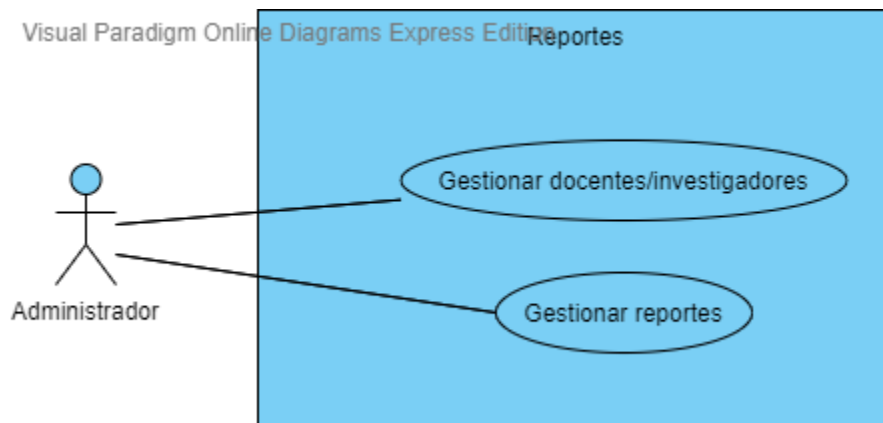 Visual Paradigm Online Diagrams Express Edition
Reportes
Gestionar docentes/investigadores
Administrador
Gestionar reportes